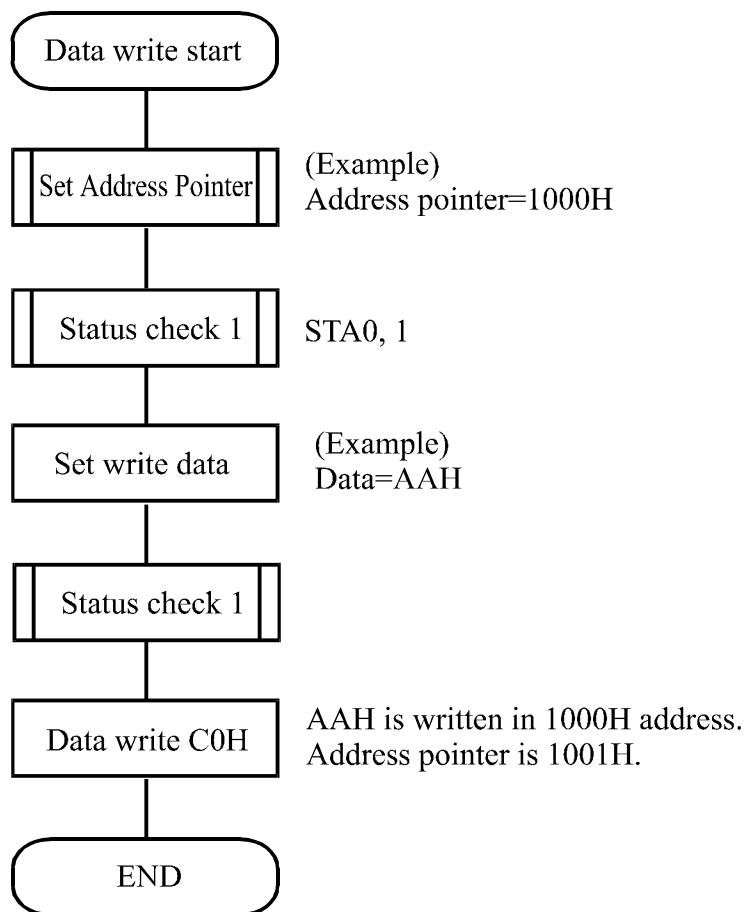 Data write start
Set Address Pointer
(Example)
Address pointer=1000H
Status check 1
STA0, 1
Set write data
(Example)
Data=AAH
Status check 1
Data write C0H
AAH is written in 1000H address.
Address pointer is 1001H.
END